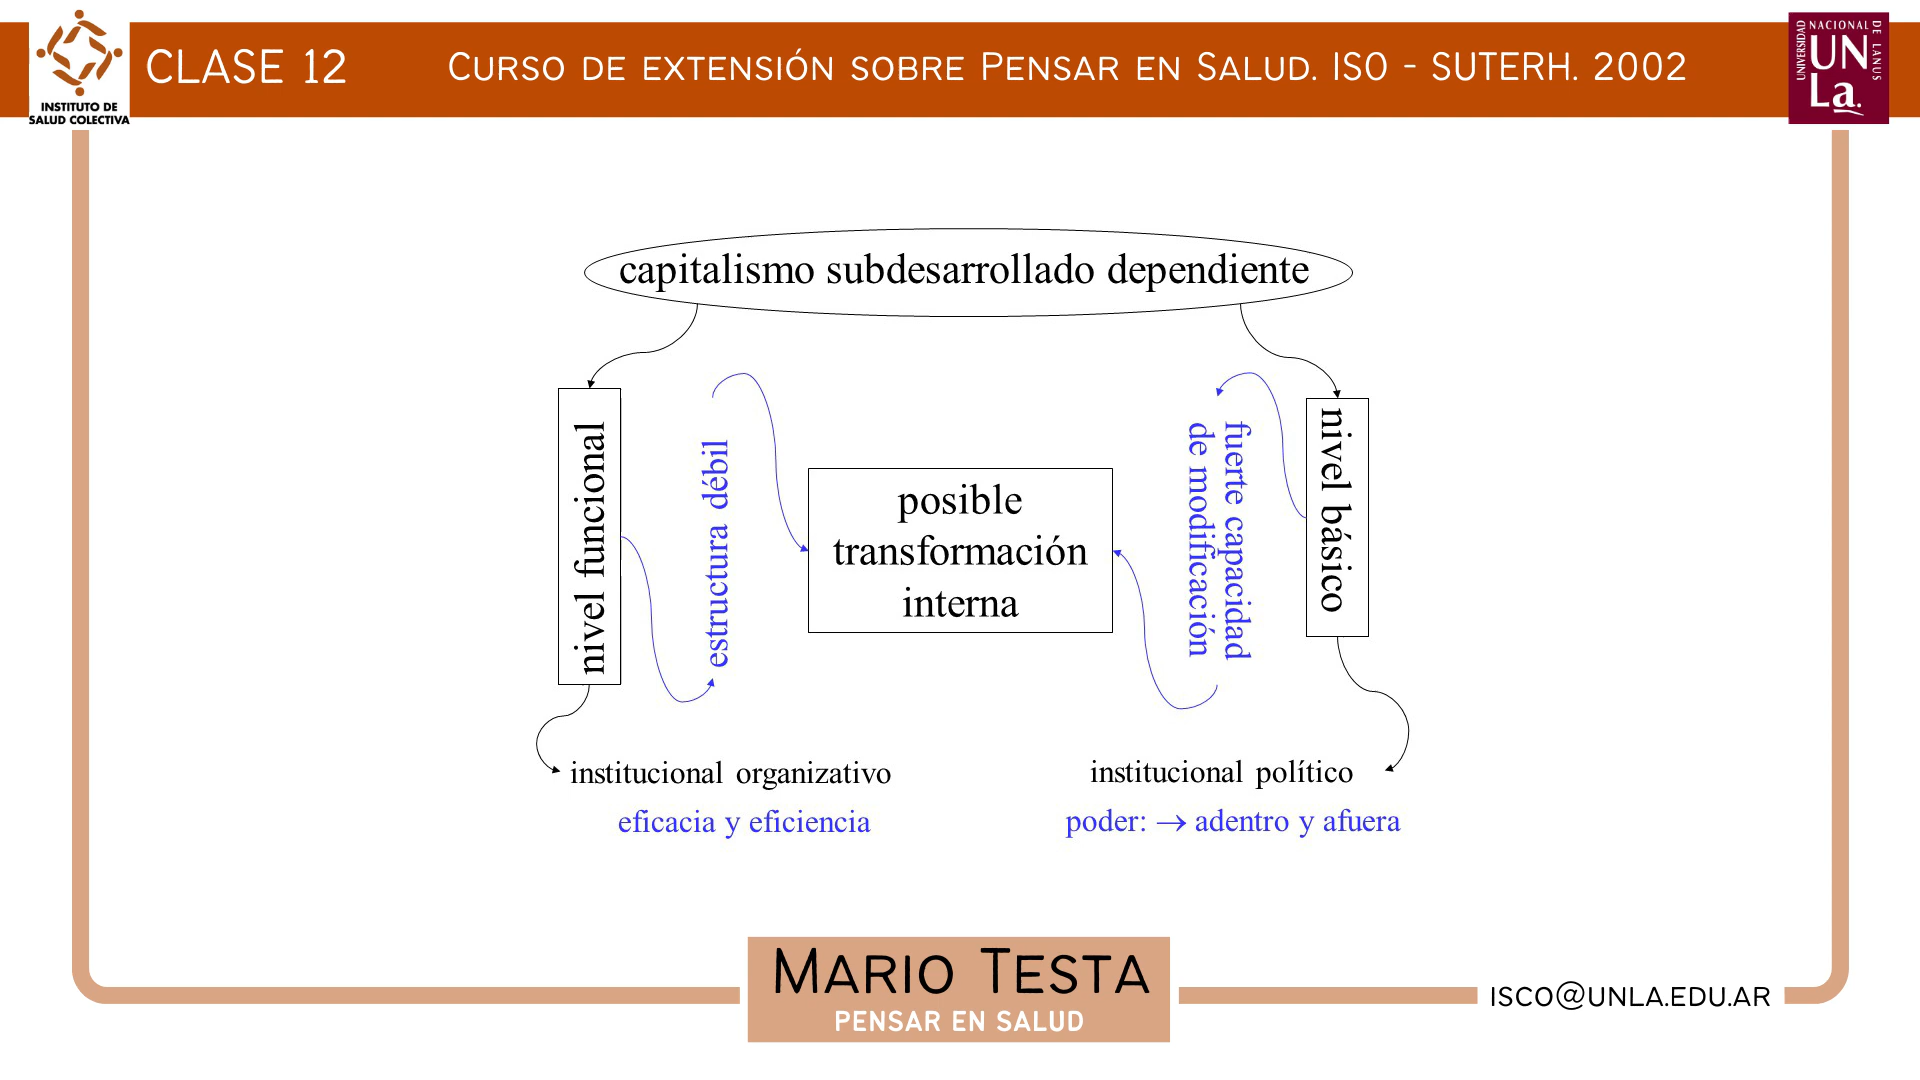 INSTITUTO DE
SALUD COLECTIVA
CLASE 12
CURSO DE EXTENSIÓN SOBRE PENSAR EN SALUD. ISO - SUTERH. 2002
UNIVERSIDAD
NACIONAL
DE LANUS
UN
La.
capitalismo subdesarrollado dependiente
nivel funcional
estructura débil
posible
transformación
interna
fuerte capacidad
de modificación
nivel básico
institucional organizativo
eficacia y eficiencia
institucional político
poder: → adentro y afuera
MARIO TESTA
PENSAR EN SALUD
ISCO@UNLA.EDU.AR